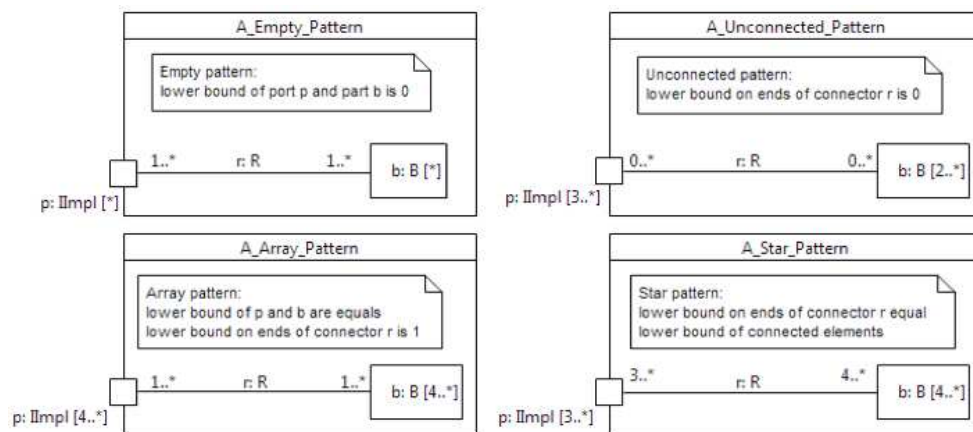 A_Empty_Pattern
Empty pattern:
lower bound of port p and part b is 0
1..* r: R 1..*
b: B [*]
p: IImpl [*]
A_Unconnected_Pattern
Unconnected pattern:
lower bound on ends of connector r is 0
0..* r: R 0..*
b: B [2..*]
p: IImpl [3..*]
A_Array_Pattern
Array pattern:
lower bound of p and b are equals
lower bound on ends of connector r is 1
1..* r: R 1..*
b: B [4..*]
p: IImpl [4..*]
A_Star_Pattern
Star pattern:
lower bound on ends of connector r equal
lower bound of connected elements
3..* r: R 4..*
b: B [4..*]
p: IImpl [3..*]